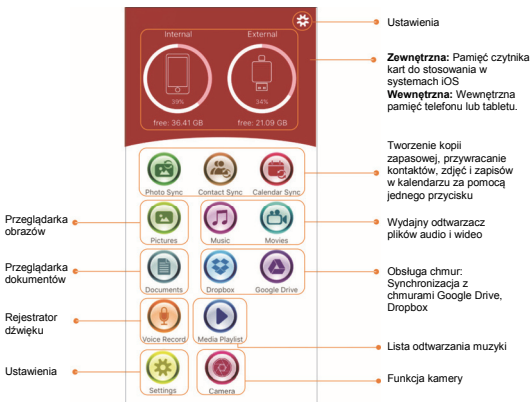 Internal
External
39%
34%
free: 36.41 GB
free: 21.09 GB
Photo Sync
Contact Sync
Calendar Sync
Pictures
Music
Movies
Documents
Dropbox
Google Drive
Voice Record
Media Playlist
Settings
Camera
Przeglądarka
obrazów
Przeglądarka
dokumentów
Rejestrator
dźwięku
Ustawienia
Ustawienia
Zewnętrzna: Pamięć czytnika
kart do stosowania w
systemach iOS
Wewnętrzna: Wewnętrzna
pamięć telefonu lub tabletu.
Tworzenie kopii
zapasowej, przywracanie
kontaktów, zdjęć i zapisów
w kalendarzu za pomocą
jednego przycisku
Wydajny odtwarzacz
plików audio i wideo
Obsługa chmur:
Synchronizacja z
chmurami Google Drive,
Dropbox
Lista odtwarzania muzyki
Funkcja kamery